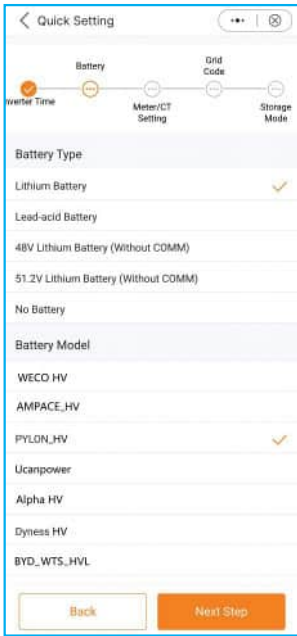 Quick Setting
Battery
Grid
Code
nverter Time
Meter/CT
Setting
Storage
Mode
Battery Type
Lithium Battery
Lead-acid Battery
48V Lithium Battery (Without COMM)
51.2V Lithium Battery (Without COMM)
No Battery
Battery Model
WECO HV
AMPACE_HV
PYLON_HV
Ucanpower
Alpha HV
Dyness HV
BYD_WTS_HVL
Back
Next Step